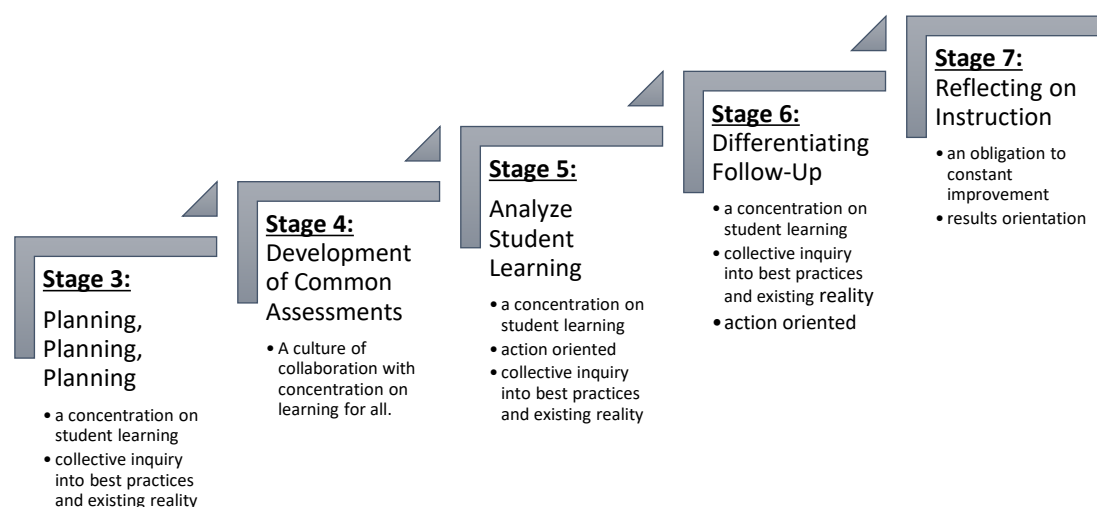 Stage 3:
Planning,
Planning,
Planning
• a concentration on
student learning
• collective inquiry
into best practices
and existing reality
Stage 4:
Development
of Common
Assessments
• A culture of
collaboration with
concentration on
learning for all.
Stage 5:
Analyze
Student
Learning
• a concentration on
student learning
• action oriented
• collective inquiry
into best practices
and existing reality
Stage 6:
Differentiating
Follow-Up
• a concentration on
student learning
• collective inquiry
into best practices
and existing reality
• action oriented
Stage 7:
Reflecting on
Instruction
• an obligation to
constant
improvement
• results orientation